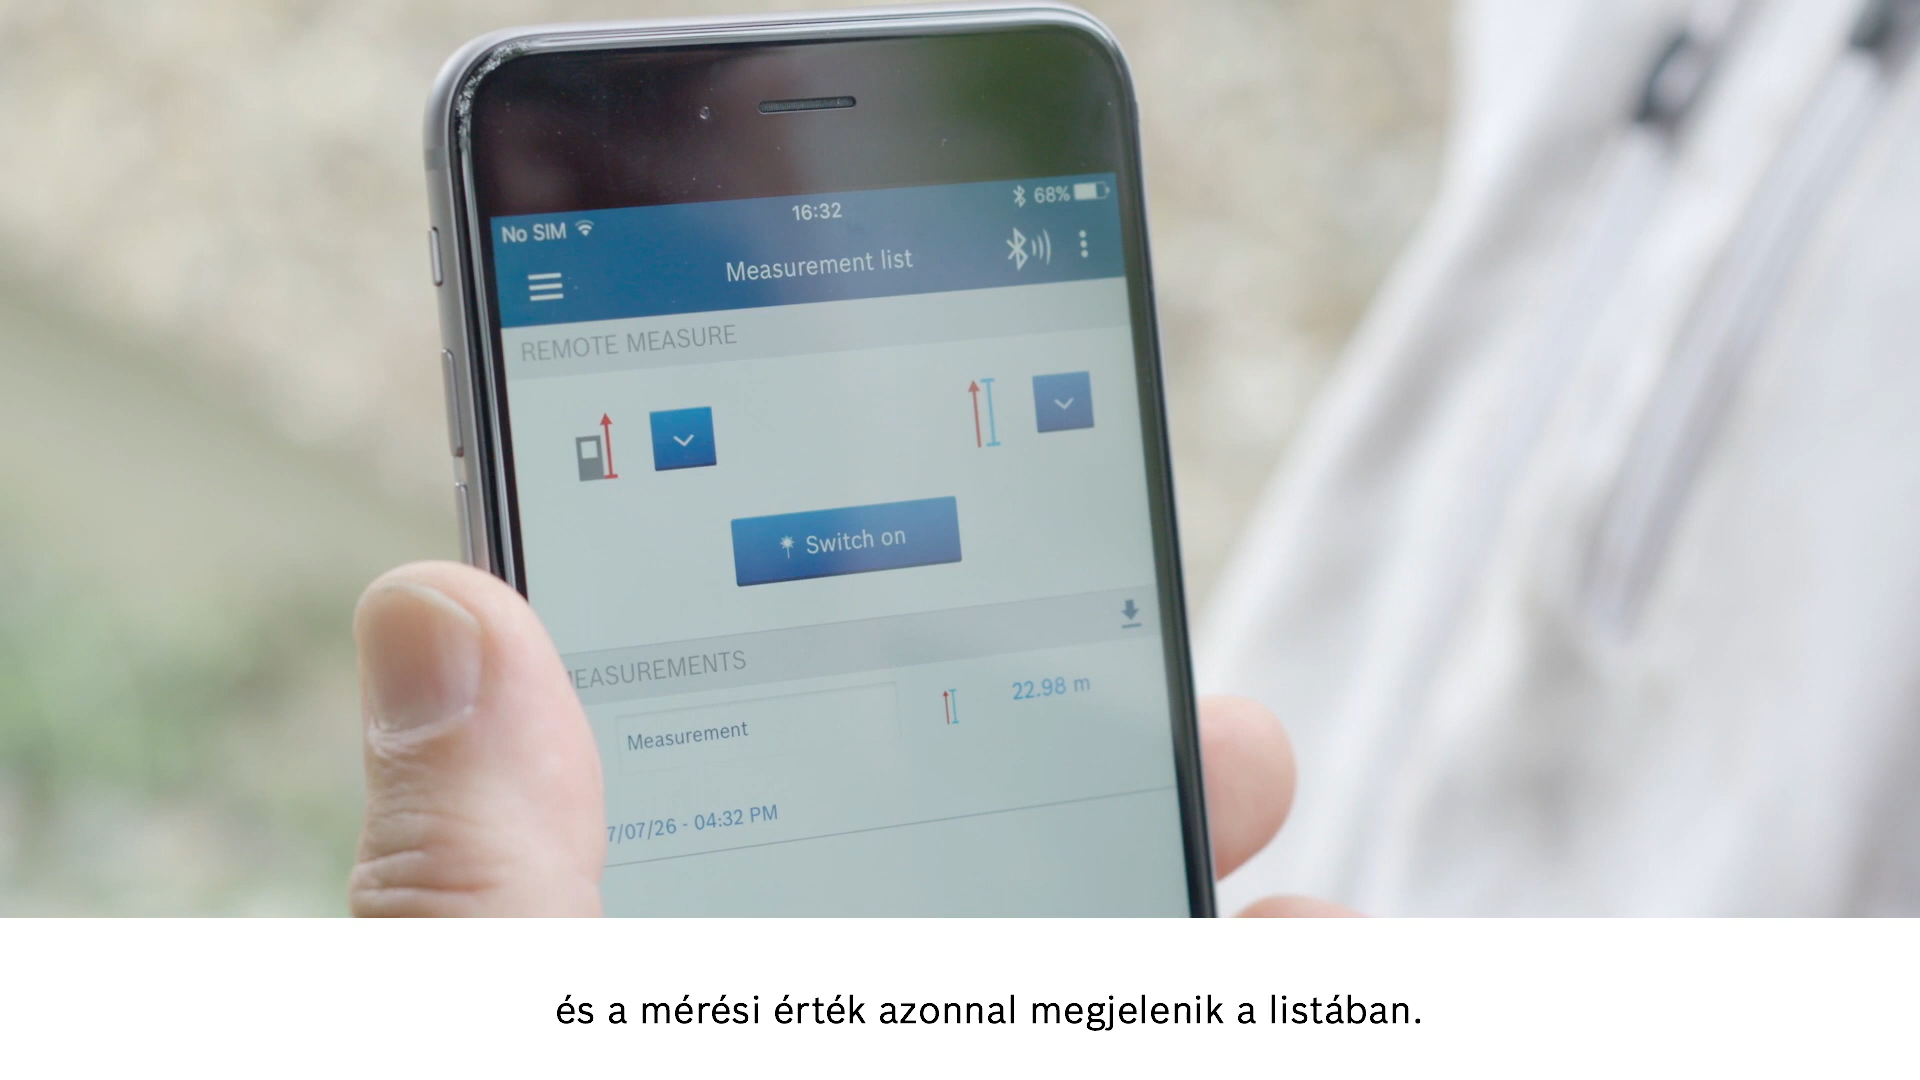 No SIM 16:32 68%
Measurement list
REMOTE MEASURE
Switch on
MEASUREMENTS
Measurement 22.98 m
7/07/26 - 04:32 PM
és a mérési érték azonnal megjelenik a listában.